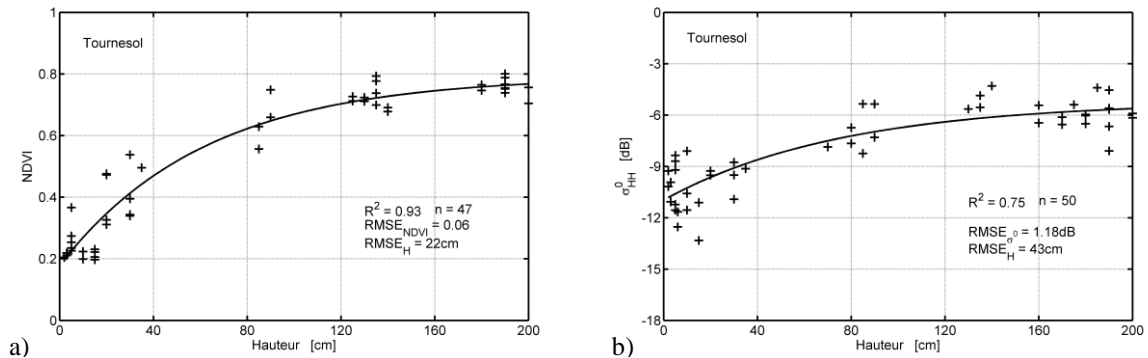 Tournesol
1
0.8
0.6
0.4
0.2
0
NDVI
R² = 0.93 n = 47
RMSE_NDVI = 0.06
RMSE_H = 22cm
0 40 80 120 160 200
Hauteur [cm]
a)
Tournesol
0
-3
-6
-9
-12
-15
-18
σ⁰_HH [dB]
R² = 0.75 n = 50
RMSE_σ⁰ = 1.18dB
RMSE_H = 43cm
0 40 80 120 160 200
Hauteur [cm]
b)